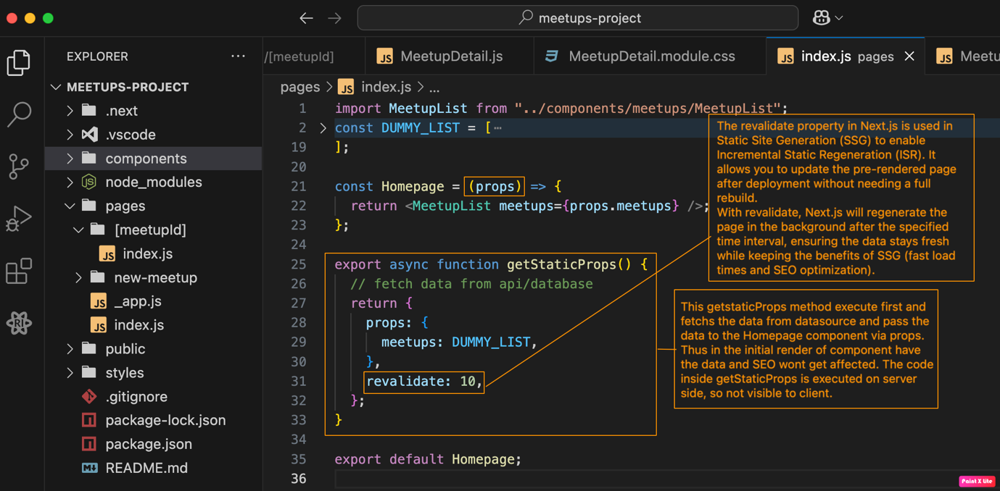 meetups-project
EXPLORER ...
/[meetupId]
JS MeetupDetail.js
MeetupDetail.module.css
JS index.js pages
JS Meetu
MEETUPS-PROJECT
.next
.vscode
components
node_modules
pages
[meetupId]
JS index.js
new-meetup
JS _app.js
JS index.js
public
styles
.gitignore
package-lock.json
package.json
README.md
pages > JS index.js > ...
1 import MeetupList from "../components/meetups/MeetupList";
2 const DUMMY_LIST = [ ...
19 ];
20
21 const Homepage = (props) => {
22 return <MeetupList meetups={props.meetups} />;
23 };
24
25 export async function getStaticProps() {
26 // fetch data from api/database
27 return {
28 props: {
29 meetups: DUMMY_LIST,
30 },
31 revalidate: 10,
32 };
33 }
34
35 export default Homepage;
36
The revalidate property in Next.js is used in
Static Site Generation (SSG) to enable
Incremental Static Regeneration (ISR). It
allows you to update the pre-rendered page
after deployment without needing a full
rebuild.
With revalidate, Next.js will regenerate the
page in the background after the specified
time interval, ensuring the data stays fresh
while keeping the benefits of SSG (fast load
times and SEO optimization).
This getstaticProps method execute first and
fetchs the data from datasource and pass the
data to the Homepage component via props.
Thus in the initial render of component have
the data and SEO wont get affected. The code
inside getStaticProps is executed on server
side, so not visible to client.
Paint X lite